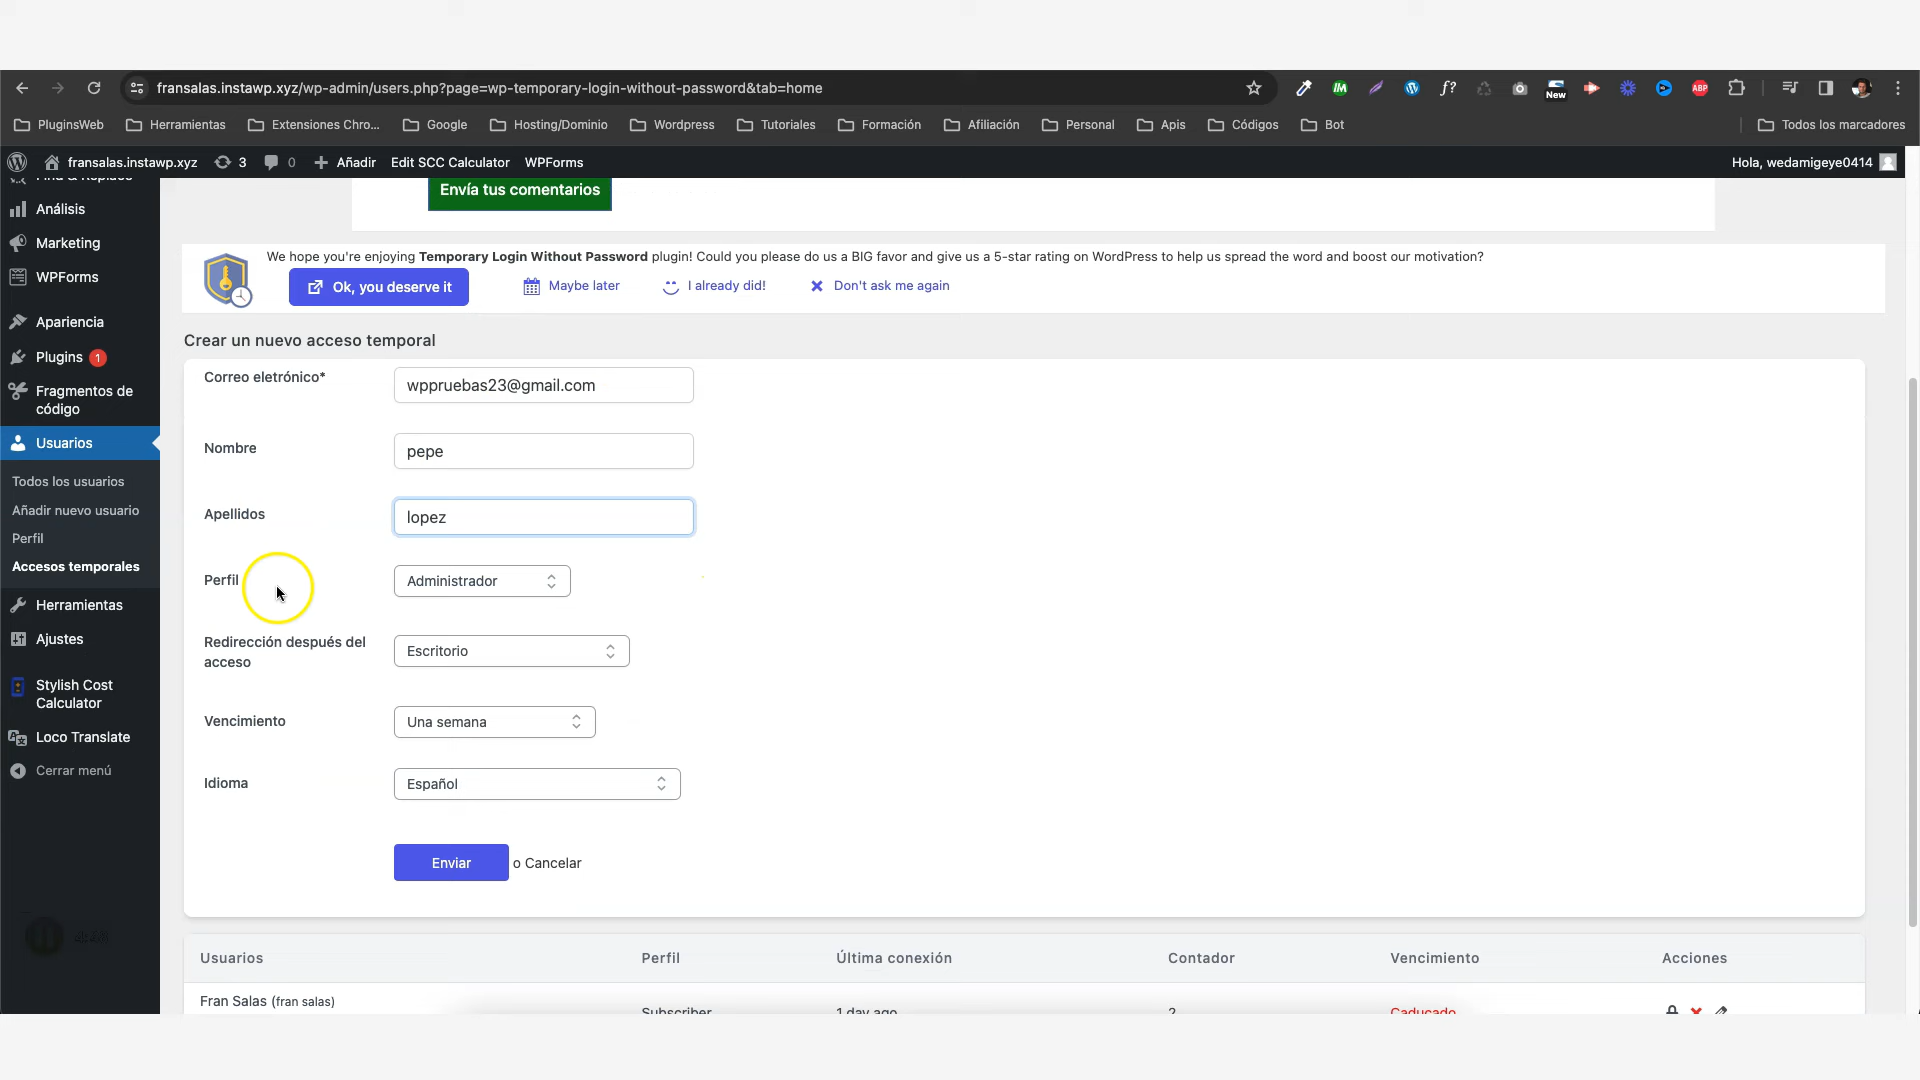 fransalas.instawp.xyz/wp-admin/users.php?page=wp-temporary-login-without-password&tab=home
IM
f?
New
ABP
PluginsWeb
Herramientas
Extensiones Chro...
Google
Hosting/Dominio
Wordpress
Tutoriales
Formación
Afiliación
Personal
Apis
Códigos
Bot
Todos los marcadores
fransalas.instawp.xyz
3
0
Añadir
Edit SCC Calculator
WPForms
Hola, wedamigeye0414
Find & Replace
Análisis
Marketing
WPForms
Apariencia
Plugins 1
Fragmentos de
código
Usuarios
Todos los usuarios
Añadir nuevo usuario
Perfil
Accesos temporales
Herramientas
Ajustes
Stylish Cost
Calculator
Loco Translate
Cerrar menú
Envía tus comentarios
We hope you're enjoying Temporary Login Without Password plugin! Could you please do us a BIG favor and give us a 5-star rating on WordPress to help us spread the word and boost our motivation?
Ok, you deserve it
Maybe later
I already did!
Don't ask me again
Crear un nuevo acceso temporal
Correo eletrónico*
wppruebas23@gmail.com
Nombre
pepe
Apellidos
lopez
Perfil
Administrador
Redirección después del
acceso
Escritorio
Vencimiento
Una semana
Idioma
Español
Enviar o Cancelar
Usuarios
Perfil
Última conexión
Contador
Vencimiento
Acciones
Fran Salas (fran salas)
Subscriber
1 day ago
2
Caducado